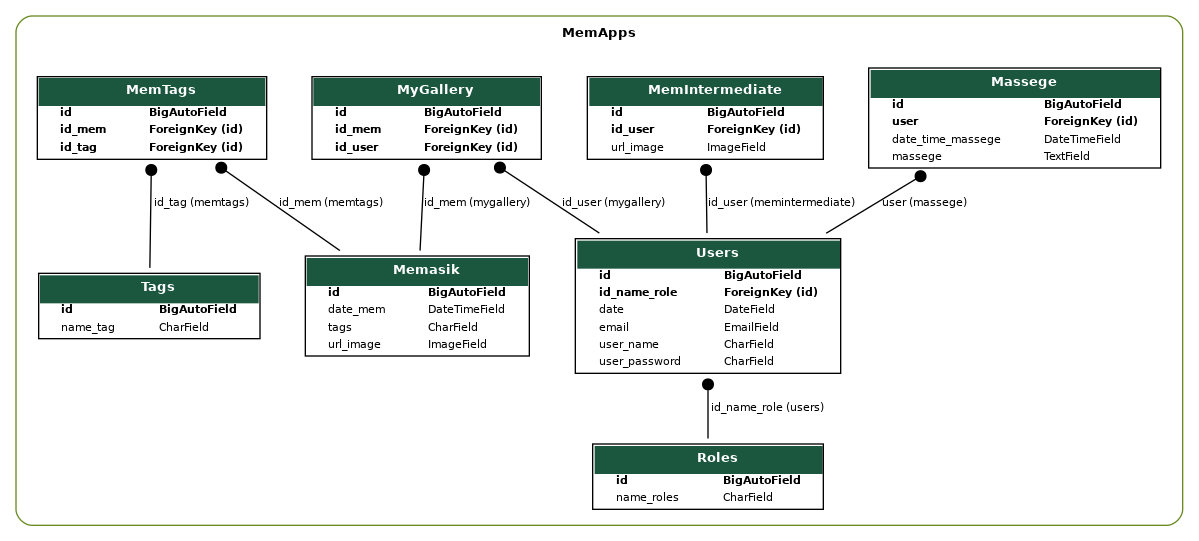 MemApps
MemTags
id BigAutoField
id_mem ForeignKey (id)
id_tag ForeignKey (id)
MyGallery
id BigAutoField
id_mem ForeignKey (id)
id_user ForeignKey (id)
MemIntermediate
id BigAutoField
id_user ForeignKey (id)
url_image ImageField
Massege
id BigAutoField
user ForeignKey (id)
date_time_massege DateTimeField
massege TextField
id_tag (memtags)
id_mem (memtags)
id_mem (mygallery)
id_user (mygallery)
id_user (memintermediate)
user (massege)
Tags
id BigAutoField
name_tag CharField
Memasik
id BigAutoField
date_mem DateTimeField
tags CharField
url_image ImageField
Users
id BigAutoField
id_name_role ForeignKey (id)
date DateField
email EmailField
user_name CharField
user_password CharField
id_name_role (users)
Roles
id BigAutoField
name_roles CharField